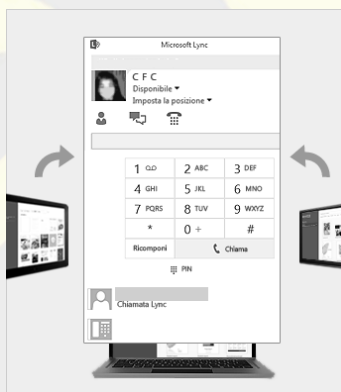 Microsoft Lync
C F C
Disponibile
Imposta la posizione
1 2 ABC 3 DEF
4 GHI 5 JKL 6 MNO
7 PQRS 8 TUV 9 WXYZ
* 0 + #
Ricomponi Chiama
PIN
Chiamata Lync